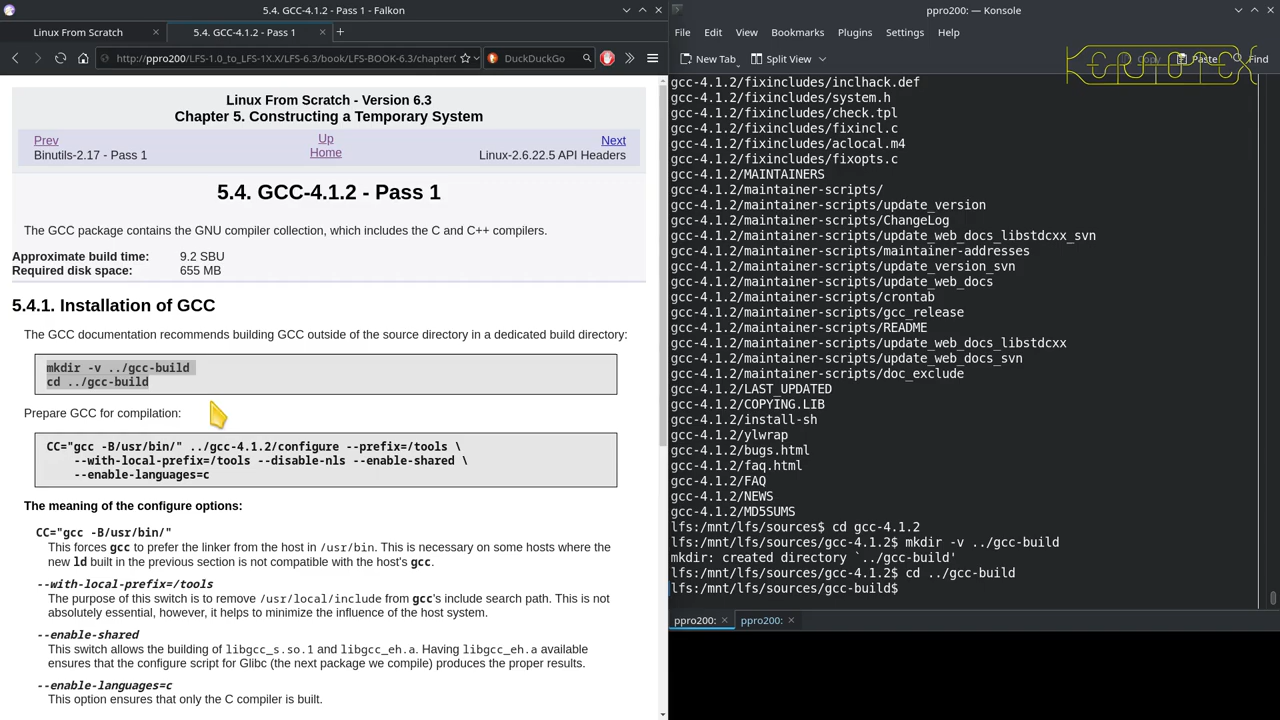 5.4. GCC-4.1.2 - Pass 1 - Falkon
Linux From Scratch
5.4. GCC-4.1.2 - Pass 1
http://ppro200/LFS-1.0_to_LFS-1X.X/LFS-6.3/book/LFS-BOOK-6.3/chapter(
DuckDuckGo
Linux From Scratch - Version 6.3
Chapter 5. Constructing a Temporary System
Prev
Up
Next
Binutils-2.17 - Pass 1
Home
Linux-2.6.22.5 API Headers
5.4. GCC-4.1.2 - Pass 1
The GCC package contains the GNU compiler collection, which includes the C and C++ compilers.
Approximate build time: 9.2 SBU
Required disk space: 655 MB
5.4.1. Installation of GCC
The GCC documentation recommends building GCC outside of the source directory in a dedicated build directory:
mkdir -v ../gcc-build
cd ../gcc-build
Prepare GCC for compilation:
CC="gcc -B/usr/bin/" ../gcc-4.1.2/configure --prefix=/tools \
--with-local-prefix=/tools --disable-nls --enable-shared \
--enable-languages=c
The meaning of the configure options:
CC="gcc -B/usr/bin/"
This forces gcc to prefer the linker from the host in /usr/bin. This is necessary on some hosts where the
new ld built in the previous section is not compatible with the host's gcc.
--with-local-prefix=/tools
The purpose of this switch is to remove /usr/local/include from gcc's include search path. This is not
absolutely essential, however, it helps to minimize the influence of the host system.
--enable-shared
This switch allows the building of libgcc_s.so.1 and libgcc_eh.a. Having libgcc_eh.a available
ensures that the configure script for Glibc (the next package we compile) produces the proper results.
--enable-languages=c
This option ensures that only the C compiler is built.
ppro200: — Konsole
File Edit View Bookmarks Plugins Settings Help
New Tab Split View Copy Paste Find
gcc-4.1.2/fixincludes/inclhack.def
gcc-4.1.2/fixincludes/system.h
gcc-4.1.2/fixincludes/check.tpl
gcc-4.1.2/fixincludes/fixincl.c
gcc-4.1.2/fixincludes/aclocal.m4
gcc-4.1.2/fixincludes/fixopts.c
gcc-4.1.2/MAINTAINERS
gcc-4.1.2/maintainer-scripts/
gcc-4.1.2/maintainer-scripts/update_version
gcc-4.1.2/maintainer-scripts/ChangeLog
gcc-4.1.2/maintainer-scripts/update_web_docs_libstdcxx_svn
gcc-4.1.2/maintainer-scripts/maintainer-addresses
gcc-4.1.2/maintainer-scripts/update_version_svn
gcc-4.1.2/maintainer-scripts/update_web_docs
gcc-4.1.2/maintainer-scripts/crontab
gcc-4.1.2/maintainer-scripts/gcc_release
gcc-4.1.2/maintainer-scripts/README
gcc-4.1.2/maintainer-scripts/update_web_docs_libstdcxx
gcc-4.1.2/maintainer-scripts/update_web_docs_svn
gcc-4.1.2/maintainer-scripts/doc_exclude
gcc-4.1.2/LAST_UPDATED
gcc-4.1.2/COPYING.LIB
gcc-4.1.2/install-sh
gcc-4.1.2/ylwrap
gcc-4.1.2/bugs.html
gcc-4.1.2/faq.html
gcc-4.1.2/FAQ
gcc-4.1.2/NEWS
gcc-4.1.2/MD5SUMS
lfs:/mnt/lfs/sources$ cd gcc-4.1.2
lfs:/mnt/lfs/sources/gcc-4.1.2$ mkdir -v ../gcc-build
mkdir: created directory `../gcc-build'
lfs:/mnt/lfs/sources/gcc-4.1.2$ cd ../gcc-build
lfs:/mnt/lfs/sources/gcc-build$
ppro200: ppro200: